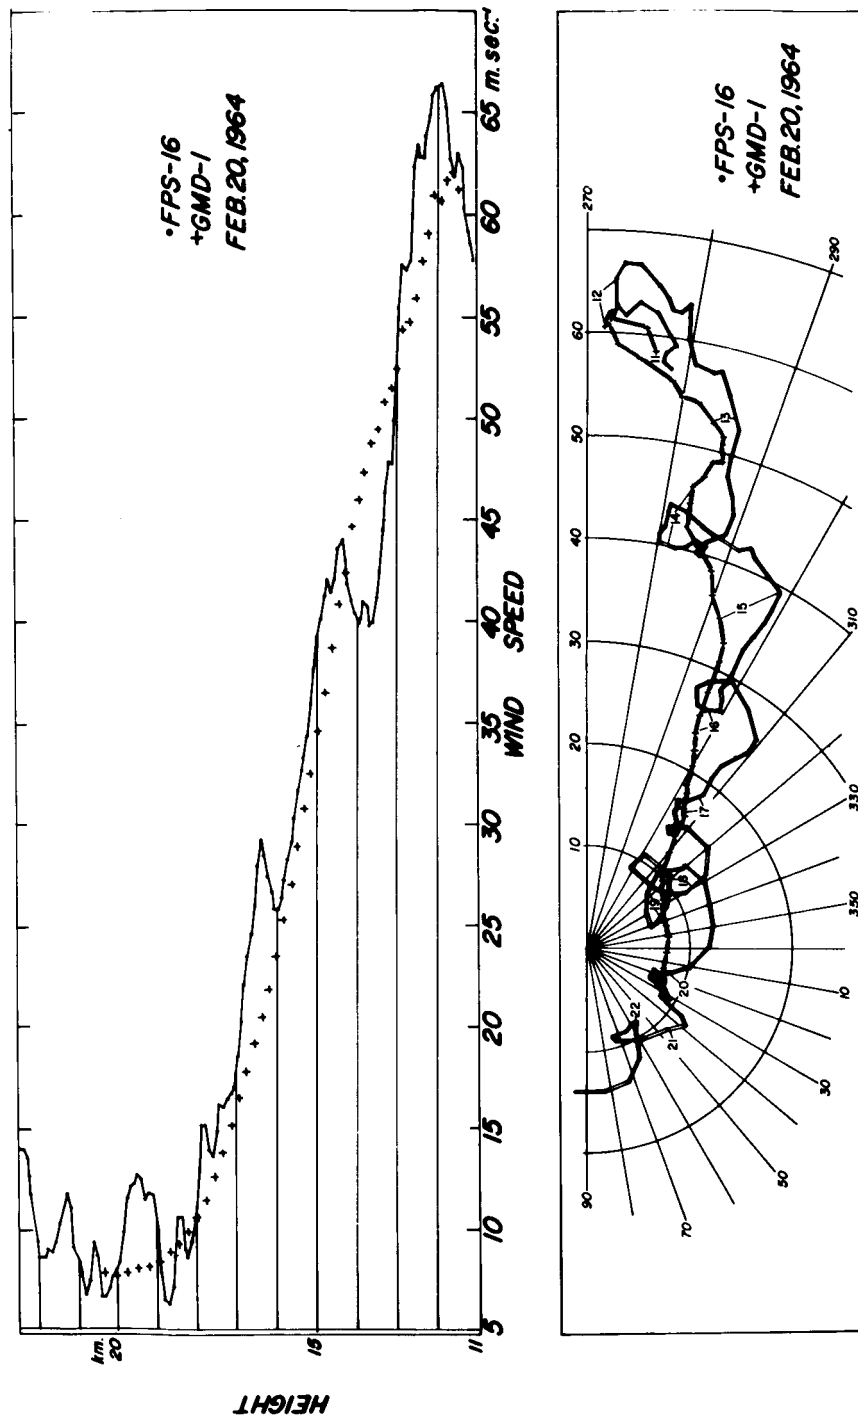 •FPS-16
+GMD-1
FEB.20,1964
HEIGHT
km.
20
15
11
5 10 15 20 25 30 35 40 45 50 55 60 65 m. sec.⁻¹
WIND SPEED
•FPS-16
+GMD-1
FEB.20,1964
90 10 20 30 40 50 60 270
290
310
330
350
10
30
50
70
11
12
13
14
15
16
17
18
19
20
21
22